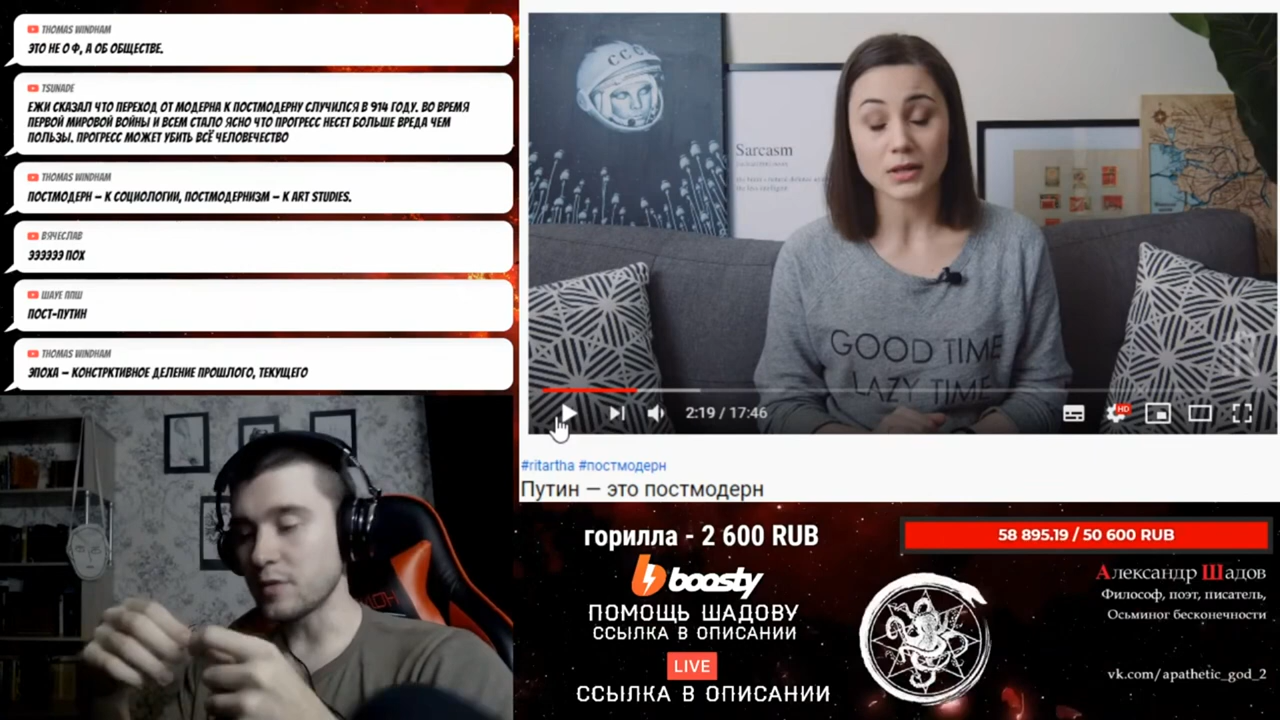 THOMAS WINDHAM
ЭТО НЕ О Ф, А ОБ ОБЩЕСТВЕ.
TSUNADE
ЕЖИ СКАЗАЛ ЧТО ПЕРЕХОД ОТ МОДЕРНА К ПОСТМОДЕРНУ СЛУЧИЛСЯ В 914 ГОДУ. ВО ВРЕМЯ
ПЕРВОЙ МИРОВОЙ ВОЙНЫ И ВСЕМ СТАЛО ЯСНО ЧТО ПРОГРЕСС НЕСЕТ БОЛЬШЕ ВРЕДА ЧЕМ
ПОЛЬЗЫ. ПРОГРЕСС МОЖЕТ УБИТЬ ВСЁ ЧЕЛОВЕЧЕСТВО
THOMAS WINDHAM
ПОСТМОДЕРН – К СОЦИОЛОГИИ, ПОСТМОДЕРНИЗМ – К ART STUDIES.
ВЯЧЕСЛАВ
ЭЭЭЭЭЭ ПОХ
ШАУЕ ППШ
ПОСТ-ПУТИН
THOMAS WINDHAM
ЭПОХА – КОНСТРКТИВНОЕ ДЕЛЕНИЕ ПРОШЛОГО, ТЕКУЩЕГО
СССР
Sarcasm
GOOD TIME
LAZY TIME
2:19 / 17:46
HD
#ritartha #постмодерн
Путин — это постмодерн
горилла - 2 600 RUB
boosty
ПОМОЩЬ ШАДОВУ
ССЫЛКА В ОПИСАНИИ
LIVE
ССЫЛКА В ОПИСАНИИ
58 895.19 / 50 600 RUB
Александр Шадов
Философ, поэт, писатель,
Осьминог бесконечности
vk.com/apathetic_god_2